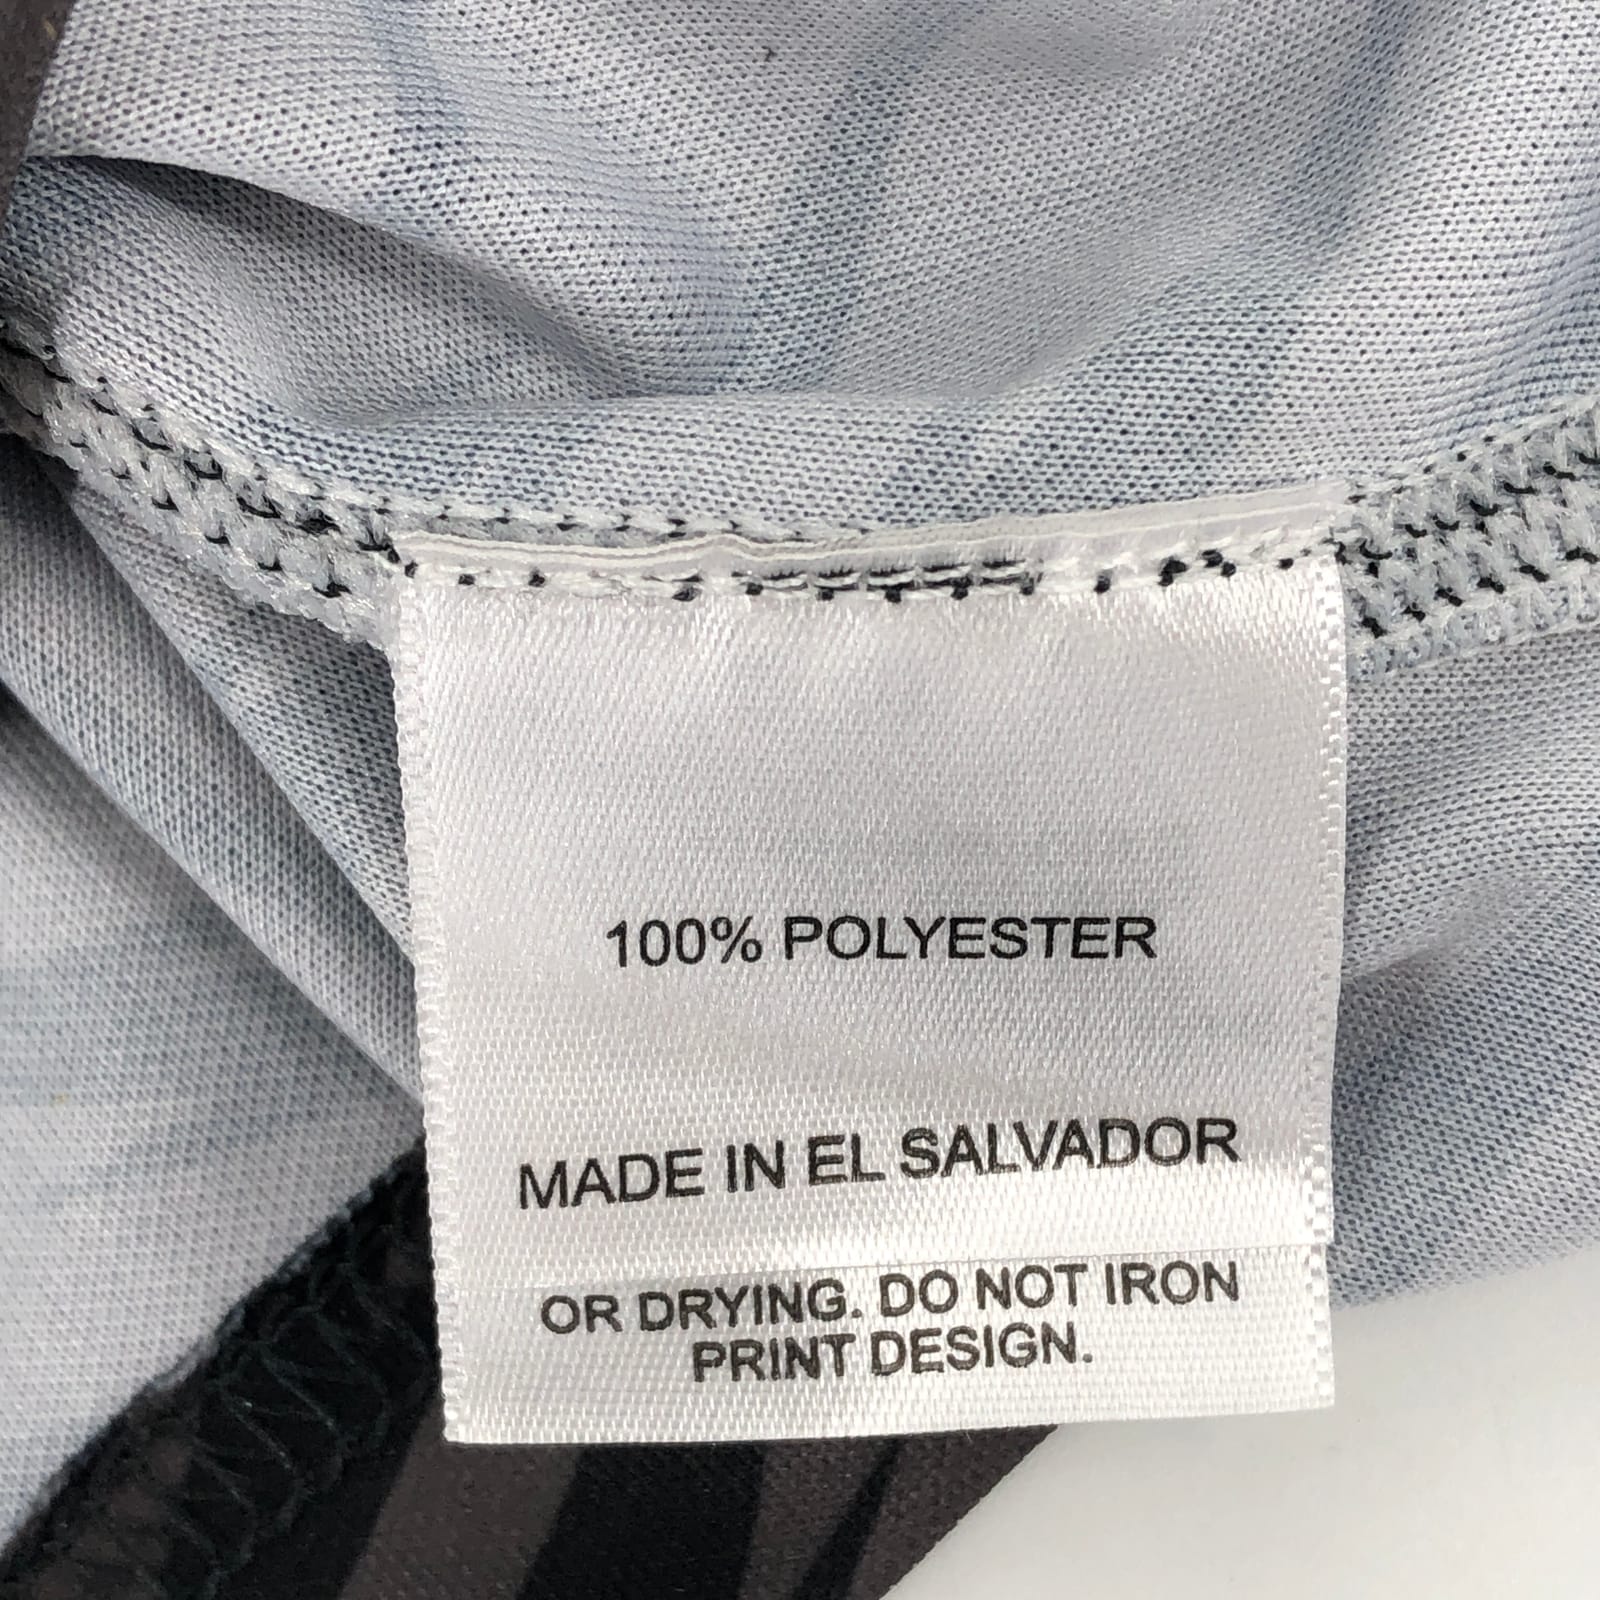 100% POLYESTER
MADE IN EL SALVADOR
OR DRYING. DO NOT IRON
PRINT DESIGN.